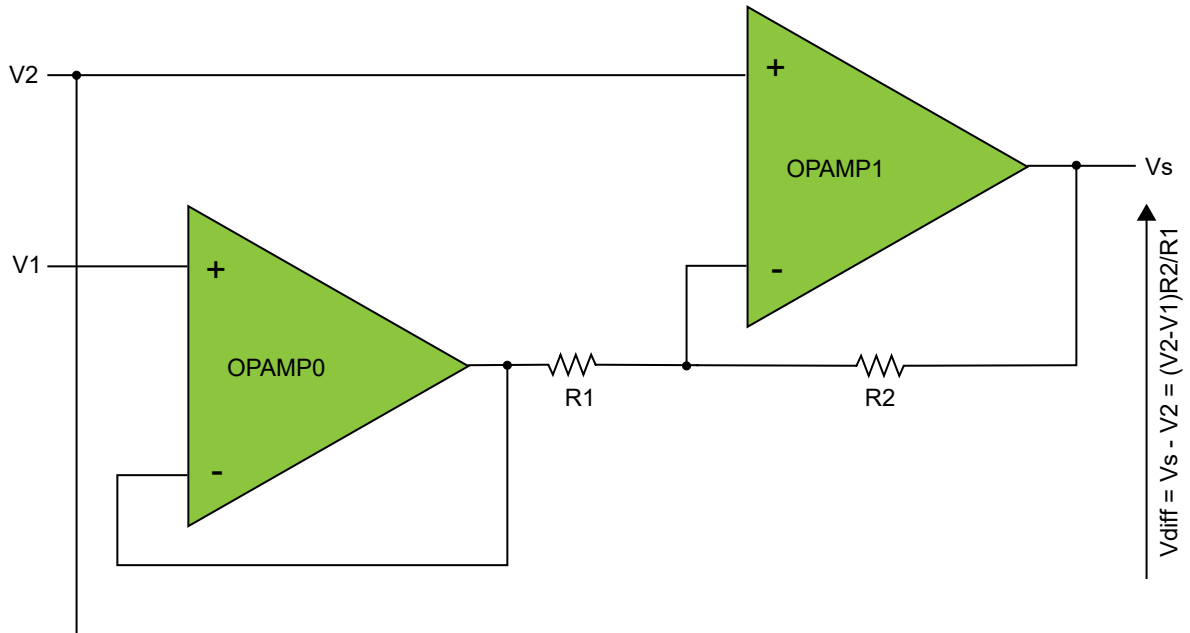 V2
+
OPAMP1
Vs
-
V1
+
OPAMP0
-
R1
R2
Vdiff = Vs - V2 = (V2-V1)R2/R1